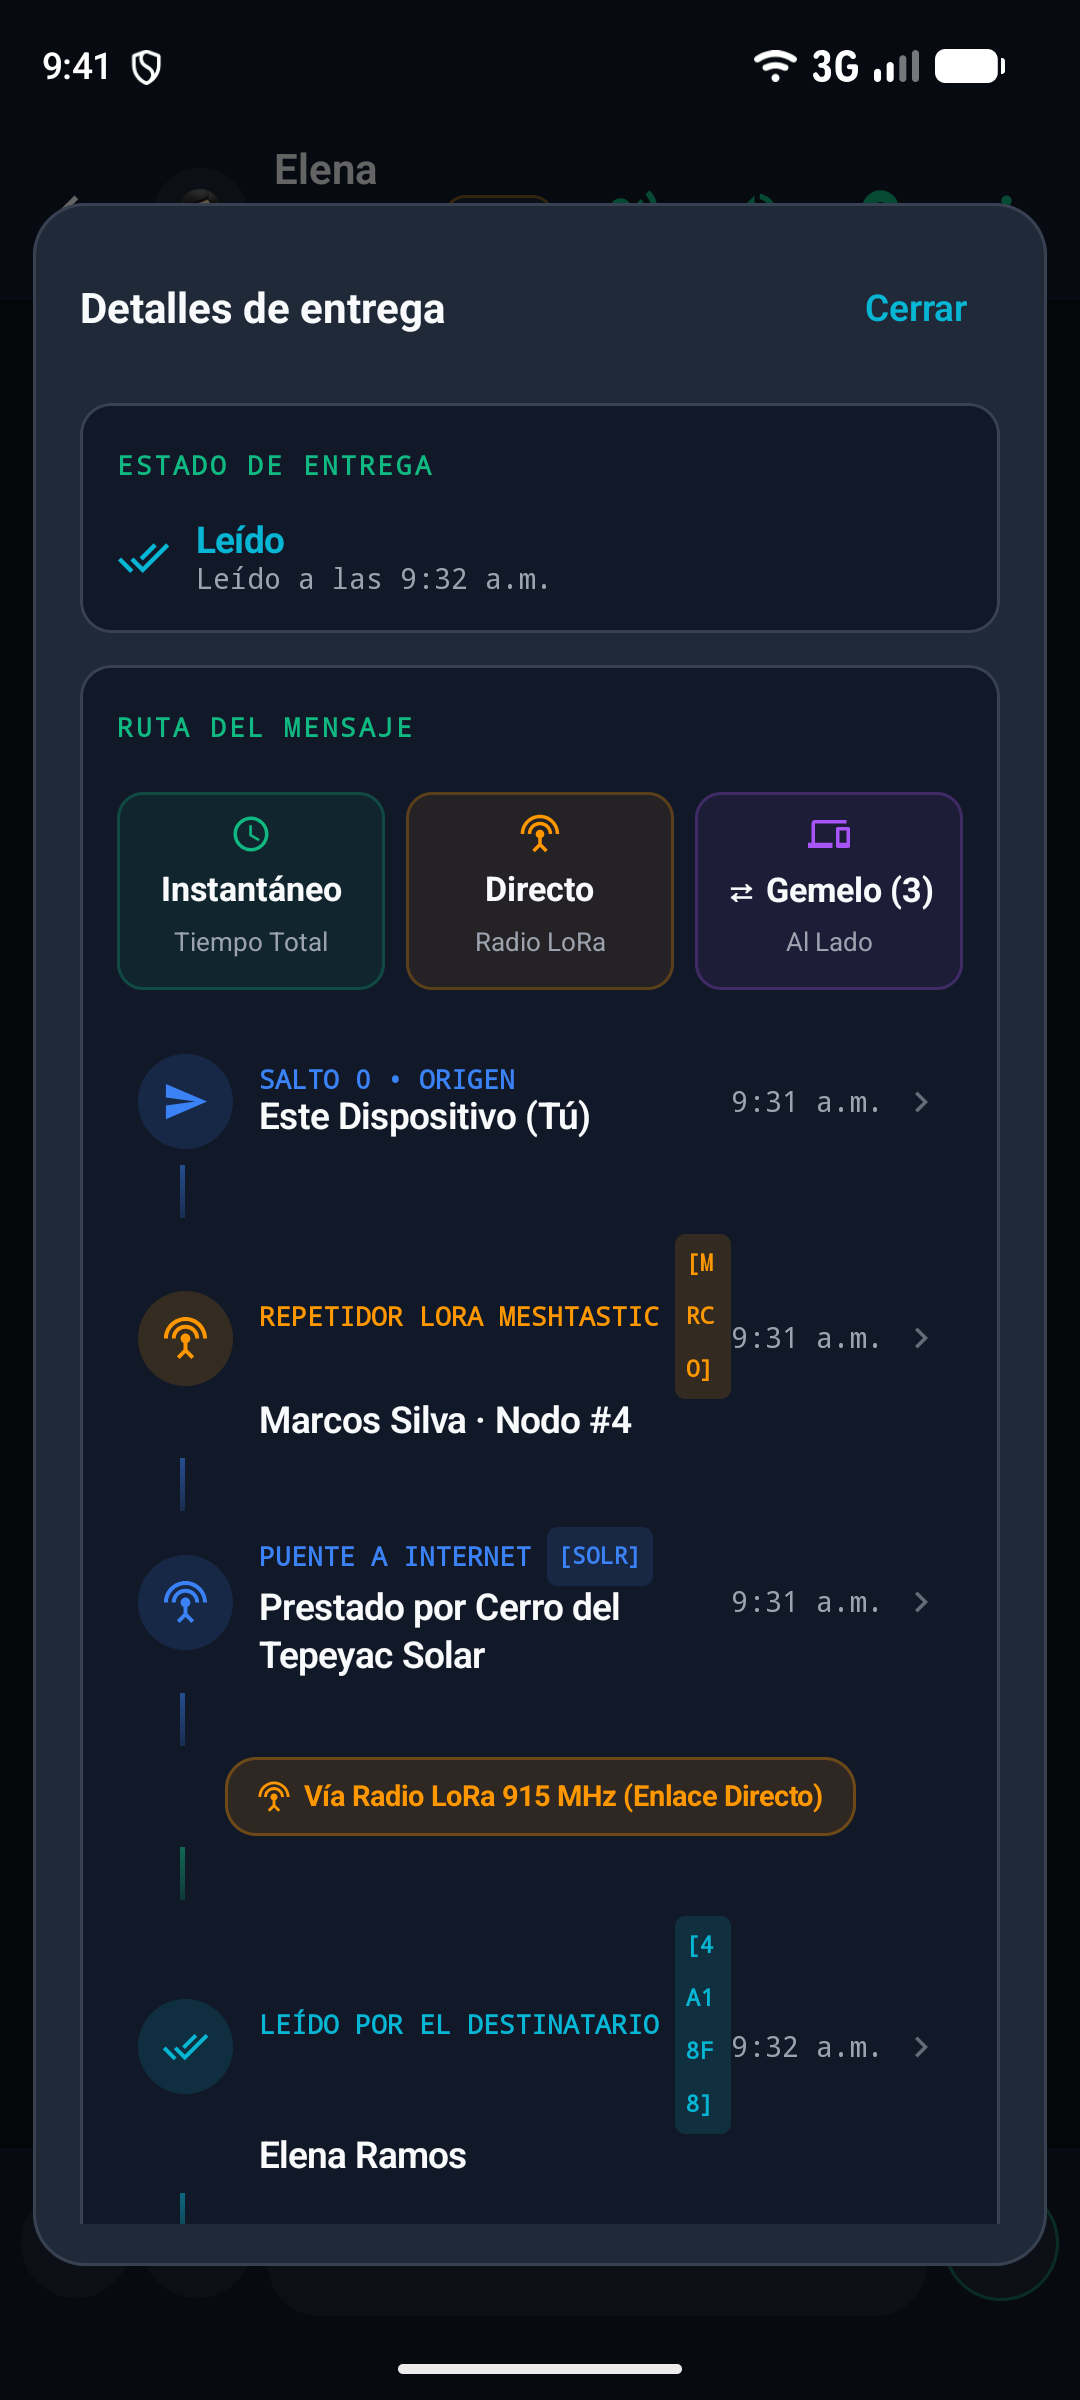 9:41
3G
Elena
Detalles de entrega
Cerrar
ESTADO DE ENTREGA
Leído
Leído a las 9:32 a.m.
RUTA DEL MENSAJE
Instantáneo
Tiempo Total
Directo
Radio LoRa
⇄ Gemelo (3)
Al Lado
SALTO 0 • ORIGEN
Este Dispositivo (Tú)
9:31 a.m.
REPETIDOR LORA MESHTASTIC
[M
RC
O]
9:31 a.m.
Marcos Silva · Nodo #4
PUENTE A INTERNET [SOLR]
Prestado por Cerro del
Tepeyac Solar
9:31 a.m.
Vía Radio LoRa 915 MHz (Enlace Directo)
LEÍDO POR EL DESTINATARIO
[4
A1
8F
8]
9:32 a.m.
Elena Ramos